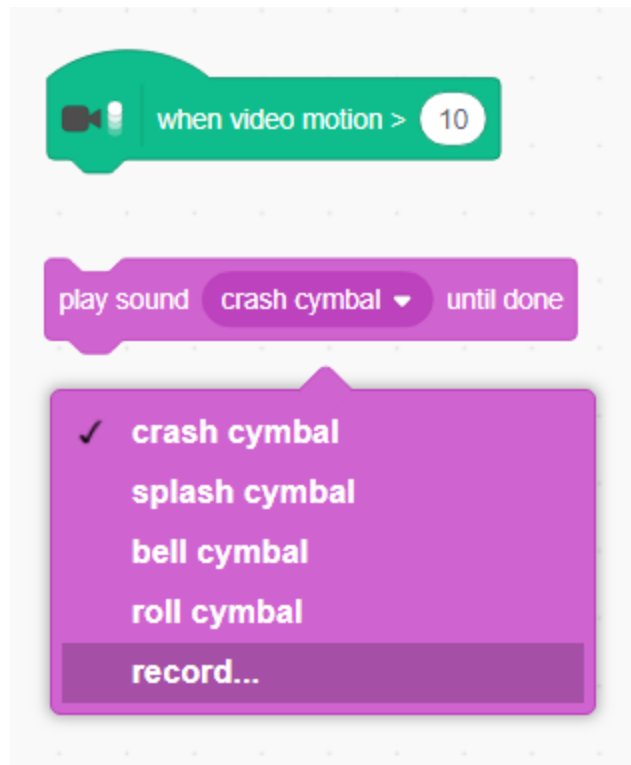 when video motion > 10
play sound crash cymbal until done
crash cymbal
splash cymbal
bell cymbal
roll cymbal
record...